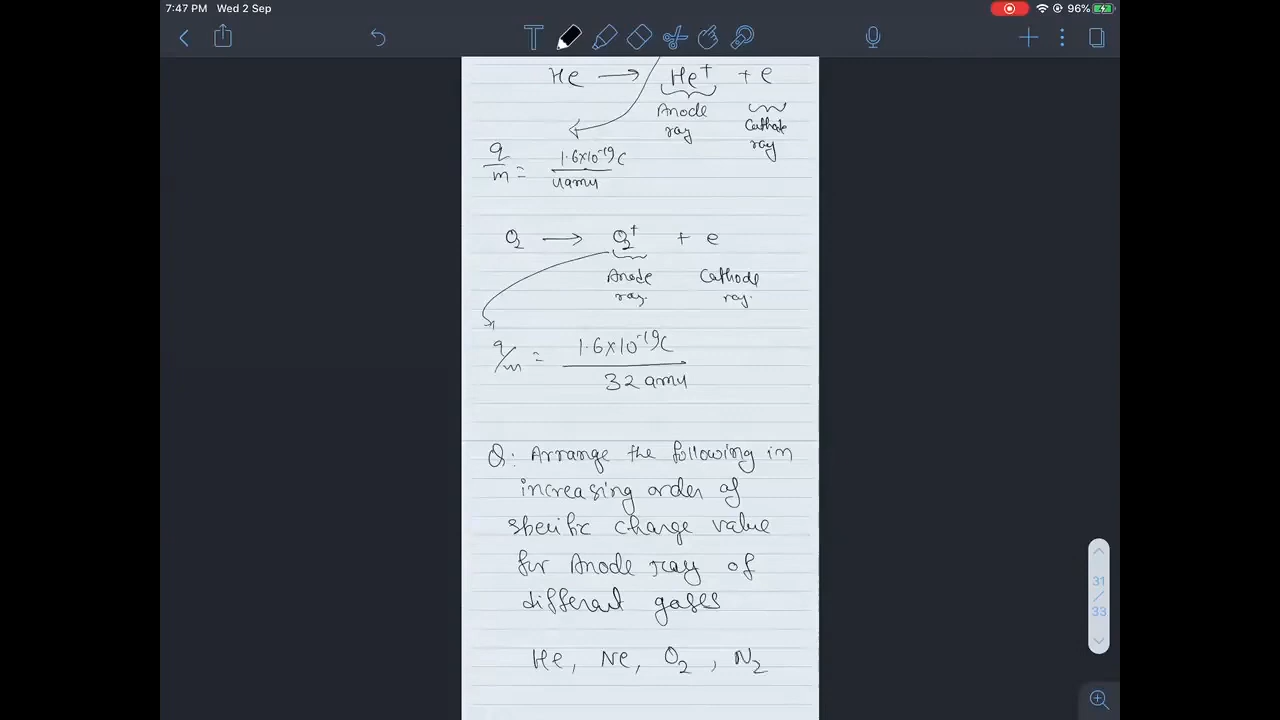 7:47 PM Wed 2 Sep
96%
He → He⁺ + e
Anode ray
Cathode ray
q/m = 1.6×10⁻¹⁹C / 4amu
O₂ → O₂⁺ + e
Anode ray.
Cathode ray.
q/m = 1.6×10⁻¹⁹C / 32 amu
Q: Arrange the following in
increasing order of
specific charge value
for Anode ray of
different gases
He, Ne, O₂, N₂
31
/
33